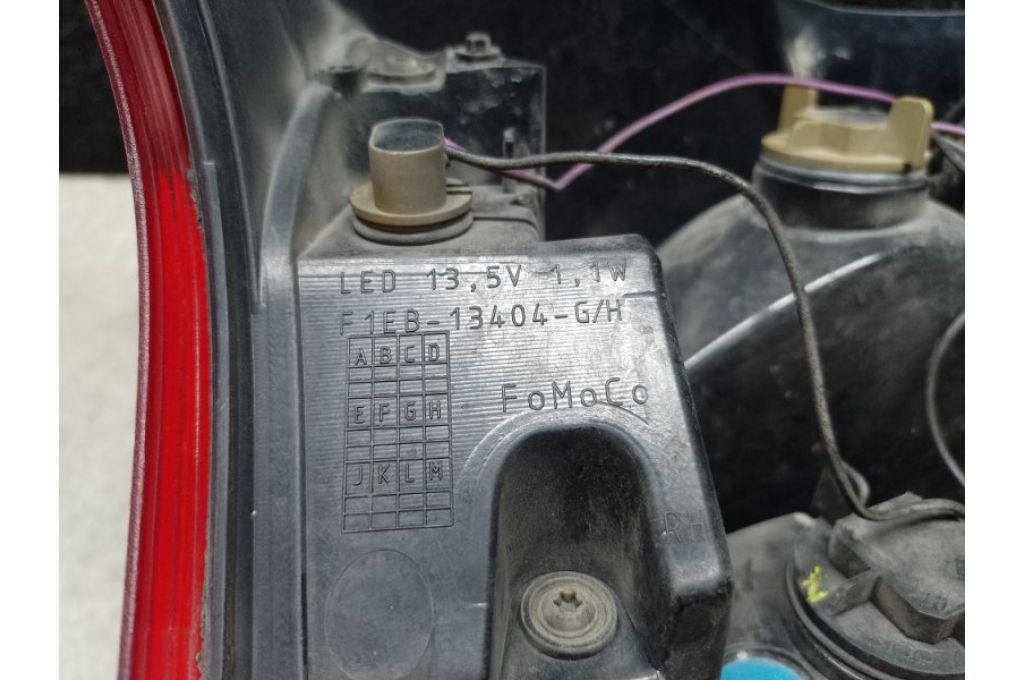 LED 13,5V 1,1W
F1EB-13404-G/H
A B C D
E F G H
J K L M
FoMoCo